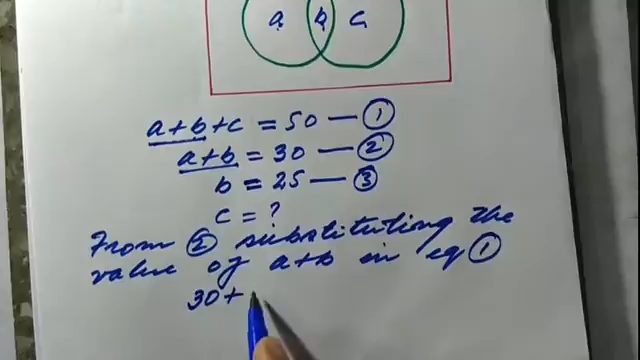 a b c
a+b+c = 50 — ①
a+b = 30 — ②
b = 25 — ③
c = ?
From ② substituting the
value of a+b in eq ①
30+